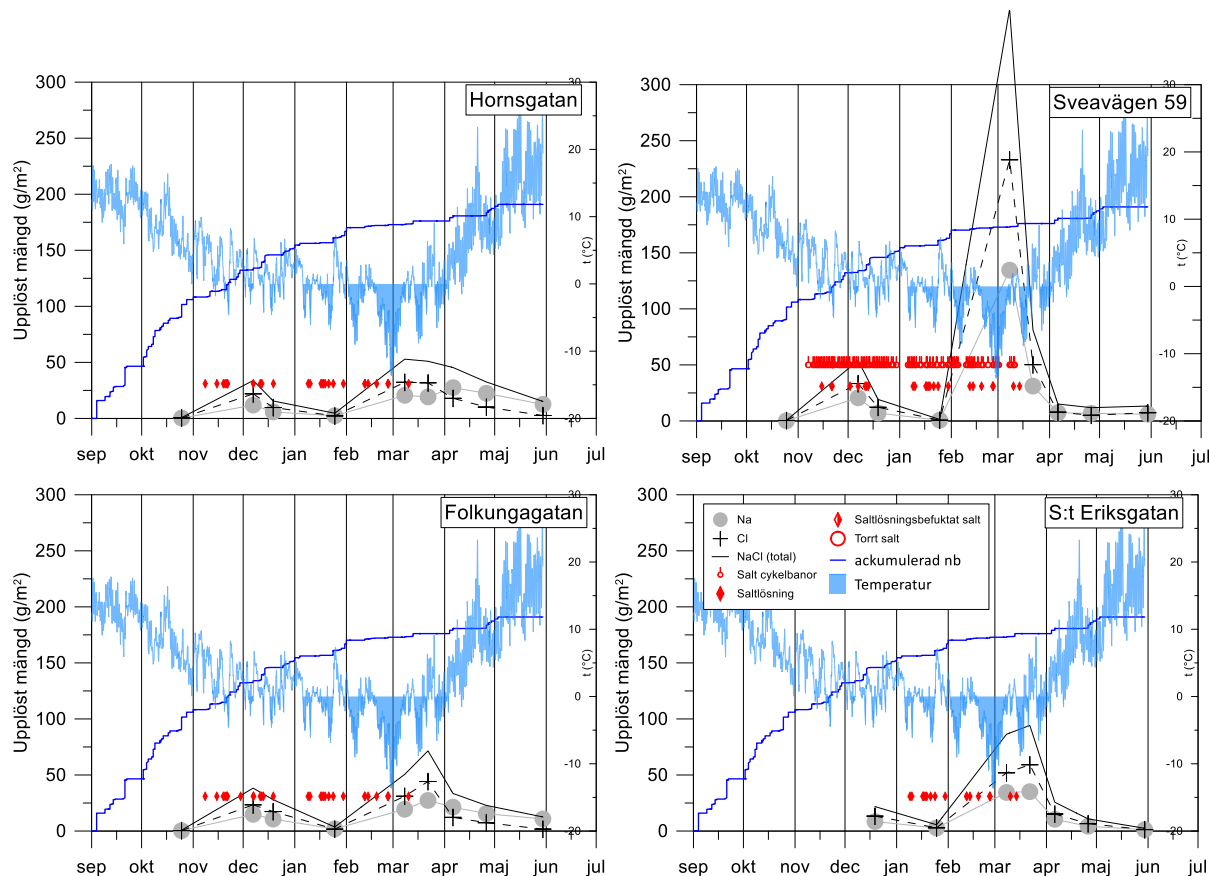 Hornsgatan
Upplöst mängd (g/m²)
300
250
200
150
100
50
0
30
20
10
0
-10
-20
t (°C)
sep okt nov dec jan feb mar apr maj jun jul
Sveavägen 59
Upplöst mängd (g/m²)
300
250
200
150
100
50
0
30
20
10
0
-10
-20
t (°C)
sep okt nov dec jan feb mar apr maj jun jul
Folkungagatan
Upplöst mängd (g/m²)
300
250
200
150
100
50
0
30
20
10
0
-10
-20
t (°C)
sep okt nov dec jan feb mar apr maj jun jul
S:t Eriksgatan
Upplöst mängd (g/m²)
300
250
200
150
100
50
0
30
20
10
0
-10
-20
t (°C)
sep okt nov dec jan feb mar apr maj jun jul
Na
Cl
NaCl (total)
Salt cykelbanor
Saltlösning
Saltlösningsbefuktat salt
Torrt salt
ackumulerad nb
Temperatur